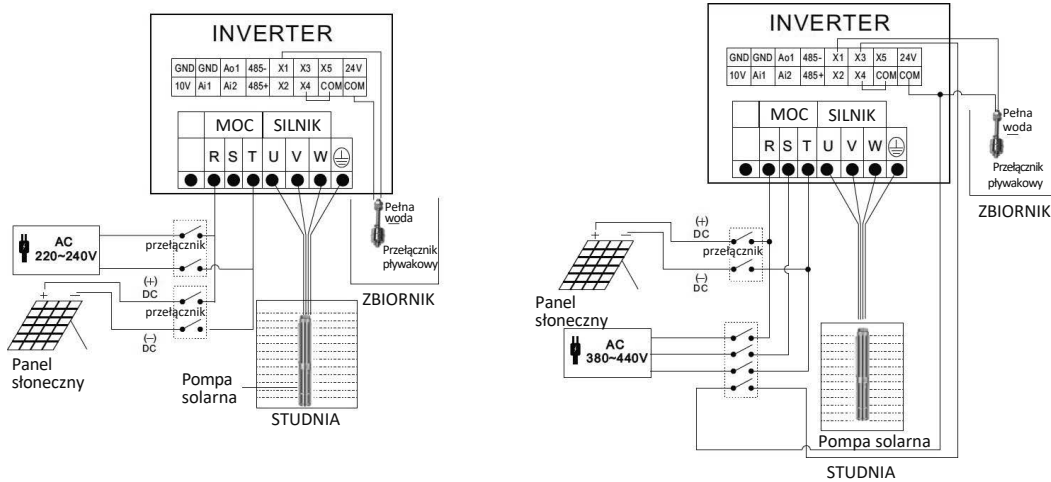 INVERTER
GND GND Ao1 485- X1 X3 X5 24V
10V Ai1 Ai2 485+ X2 X4 COM COM
MOC SILNIK
R S T U V W
Pełna
woda
Przełącznik
pływakowy
ZBIORNIK
AC
220~240V
przełącznik
(+)
DC
+ −
przełącznik
(−)
DC
Panel
słoneczny
Pompa
solarna
STUDNIA
INVERTER
GND GND Ao1 485- X1 X3 X5 24V
10V Ai1 Ai2 485+ X2 X4 COM COM
MOC SILNIK
R S T U V W
Pełna
woda
Przełącznik
pływakowy
ZBIORNIK
(+)
DC
+ −
przełącznik
(−)
DC
Panel
słoneczny
AC
380~440V
Pompa solarna
STUDNIA